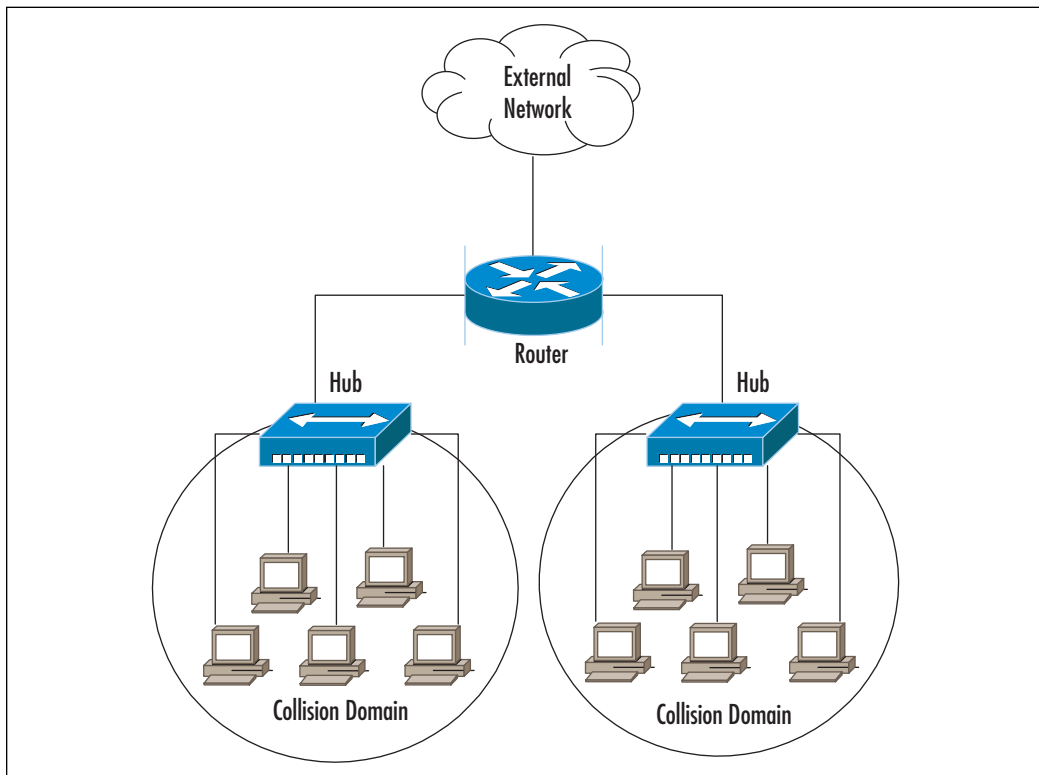 External
Network
Router
Hub
Hub
Collision Domain
Collision Domain